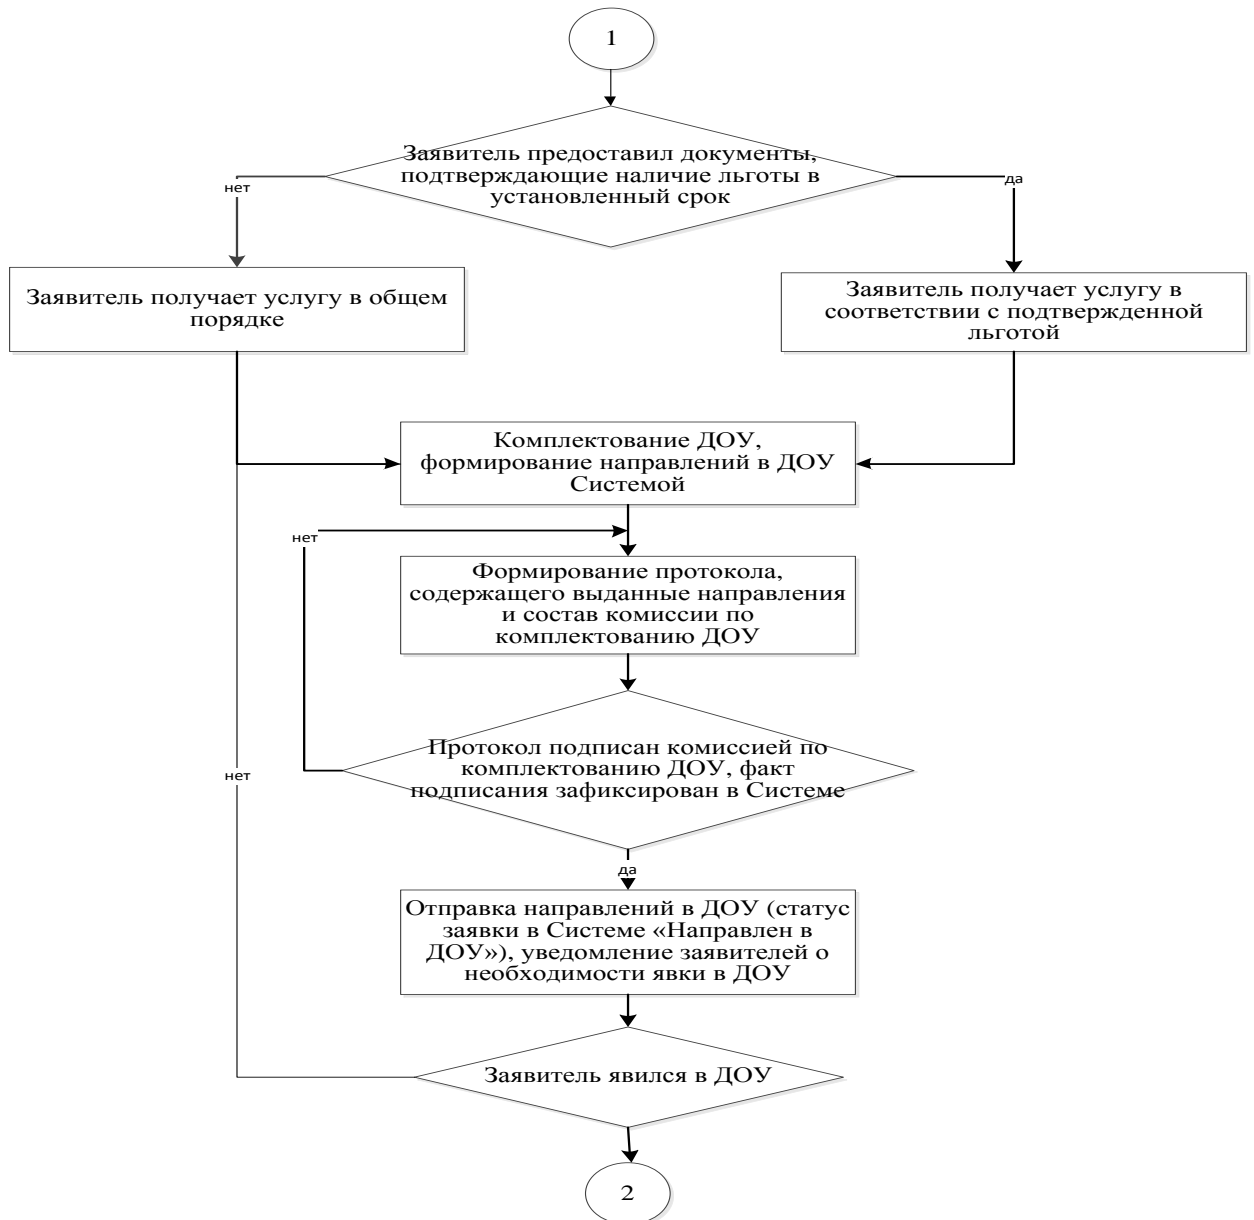 1
Заявитель предоставил документы,
подтверждающие наличие льготы в
установленный срок
нет
да
Заявитель получает услугу в общем
порядке
Заявитель получает услугу в
соответствии с подтвержденной
льготой
Комплектование ДОУ,
формирование направлений в ДОУ
Системой
нет
Формирование протокола,
содержащего выданные направления
и состав комиссии по
комплектованию ДОУ
Протокол подписан комиссией по
комплектованию ДОУ, факт
подписания зафиксирован в Системе
нет
да
Отправка направлений в ДОУ (статус
заявки в Системе «Направлен в
ДОУ»), уведомление заявителей о
необходимости явки в ДОУ
Заявитель явился в ДОУ
2